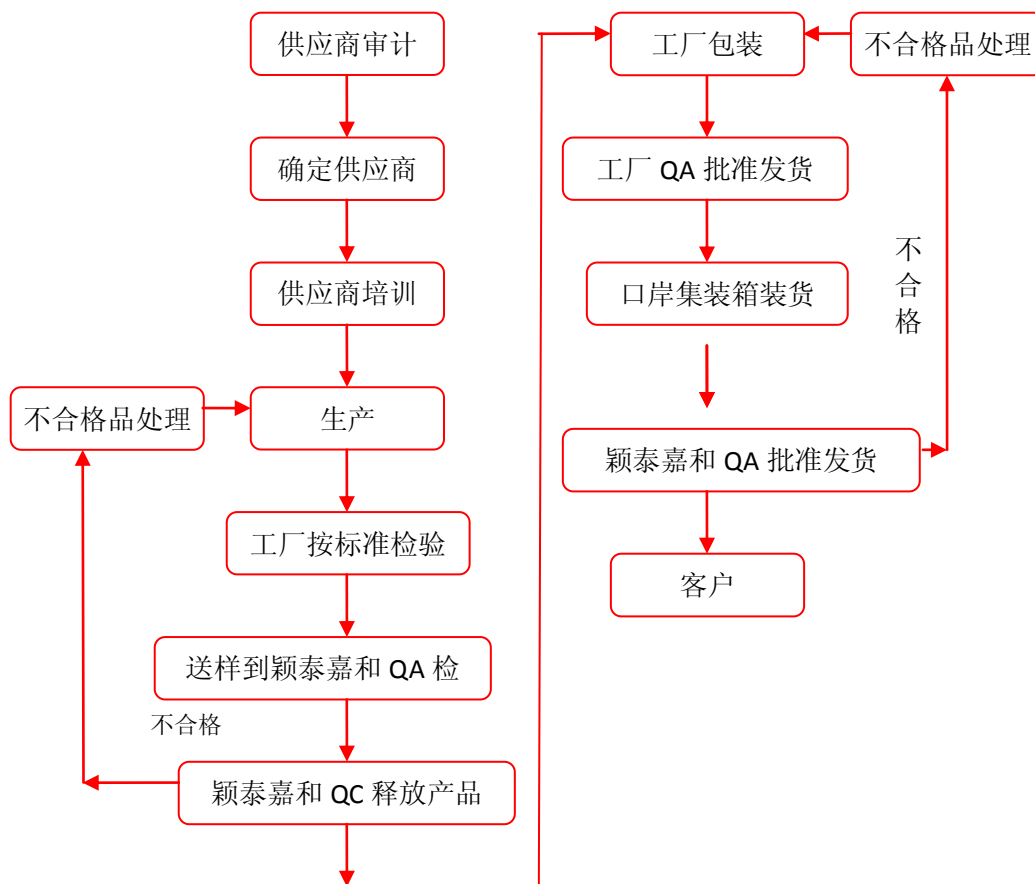 供应商审计
确定供应商
供应商培训
不合格品处理
生产
工厂按标准检验
送样到颖泰嘉和 QA 检
不合格
颖泰嘉和 QC 释放产品
工厂包装
不合格品处理
工厂 QA 批准发货
口岸集装箱装货
不
合
格
颖泰嘉和 QA 批准发货
客户